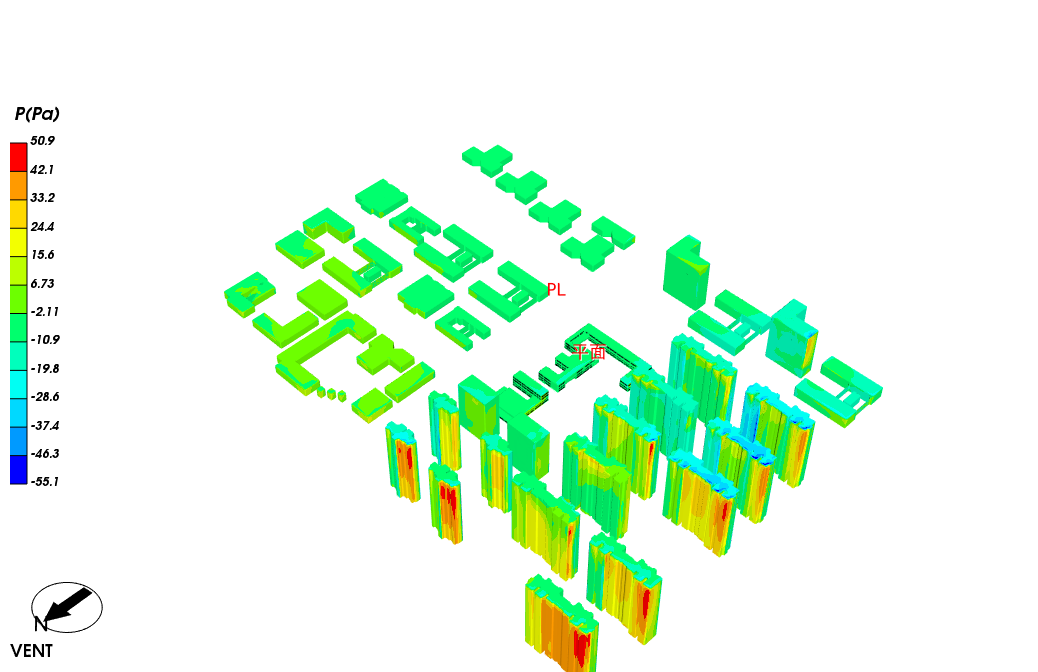 P(Pa)
50.9
42.1
33.2
24.4
15.6
6.73
-2.11
-10.9
-19.8
-28.6
-37.4
-46.3
-55.1
PL
平面
N
VENT